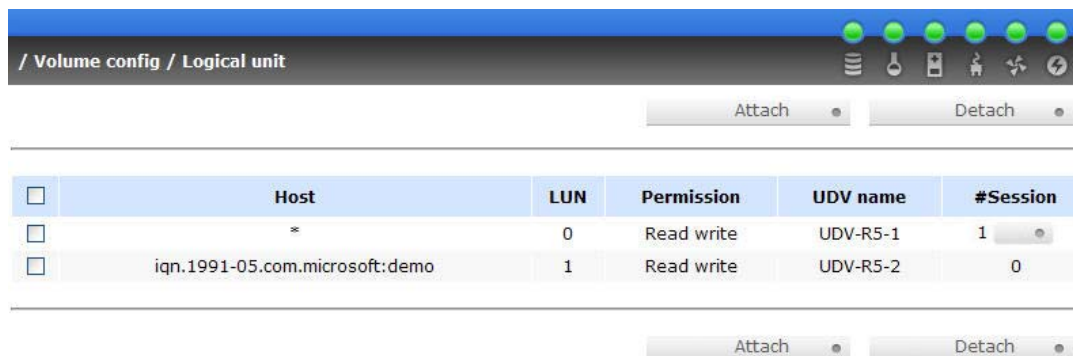 / Volume config / Logical unit
Attach Detach
Host LUN Permission UDV name #Session
* 0 Read write UDV-R5-1 1
iqn.1991-05.com.microsoft:demo 1 Read write UDV-R5-2 0
Attach Detach